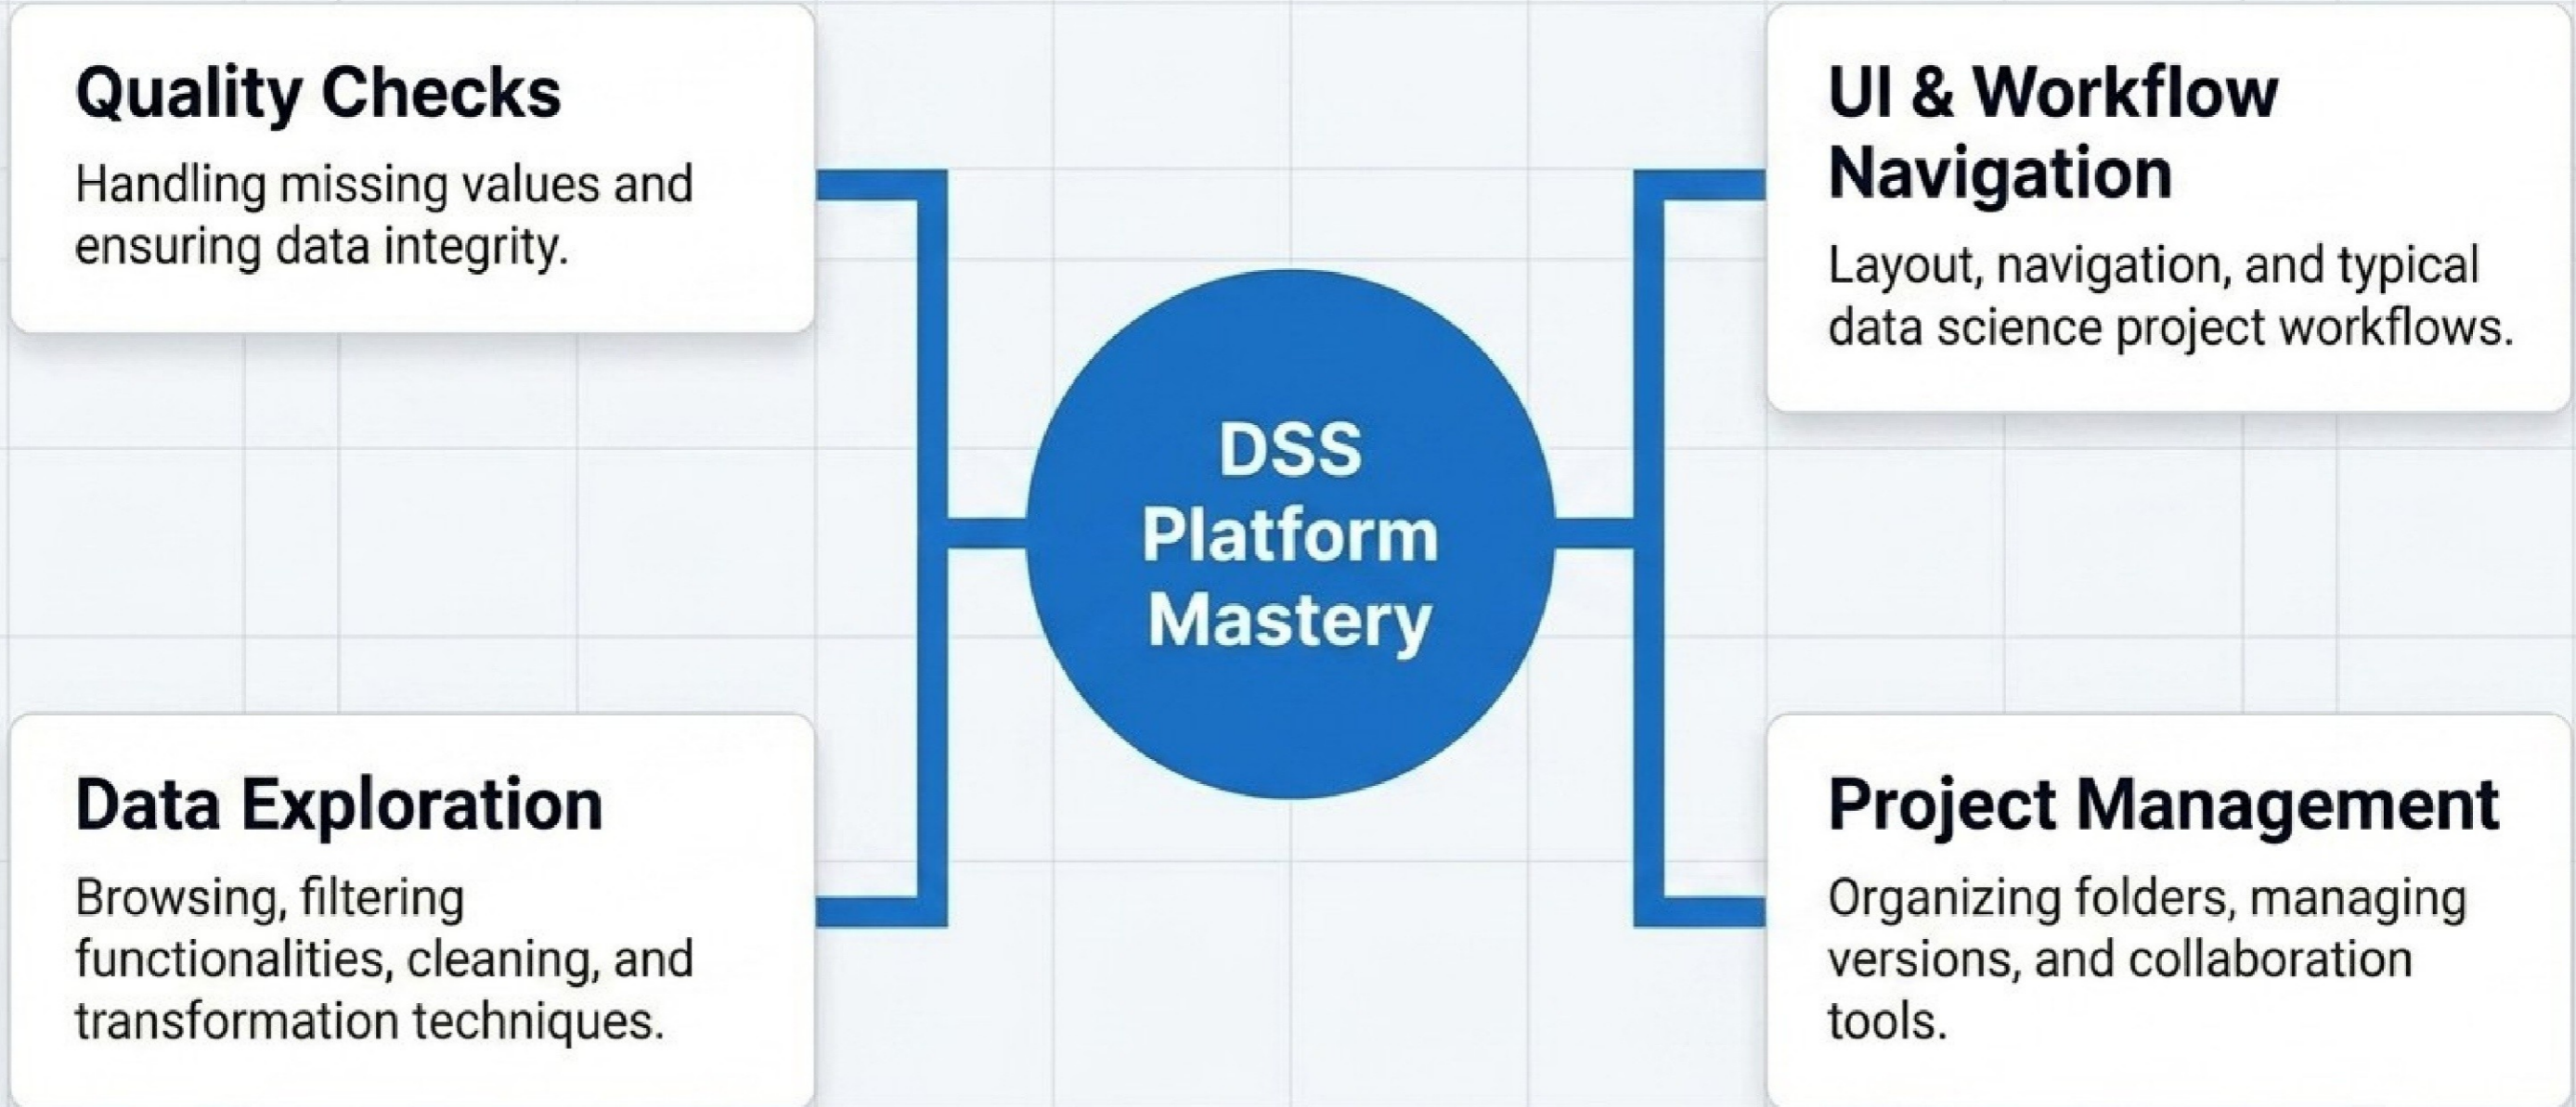 Quality Checks
Handling missing values and
ensuring data integrity.
UI & Workflow
Navigation
Layout, navigation, and typical
data science project workflows.
DSS
Platform
Mastery
Data Exploration
Browsing, filtering
functionalities, cleaning, and
transformation techniques.
Project Management
Organizing folders, managing
versions, and collaboration
tools.